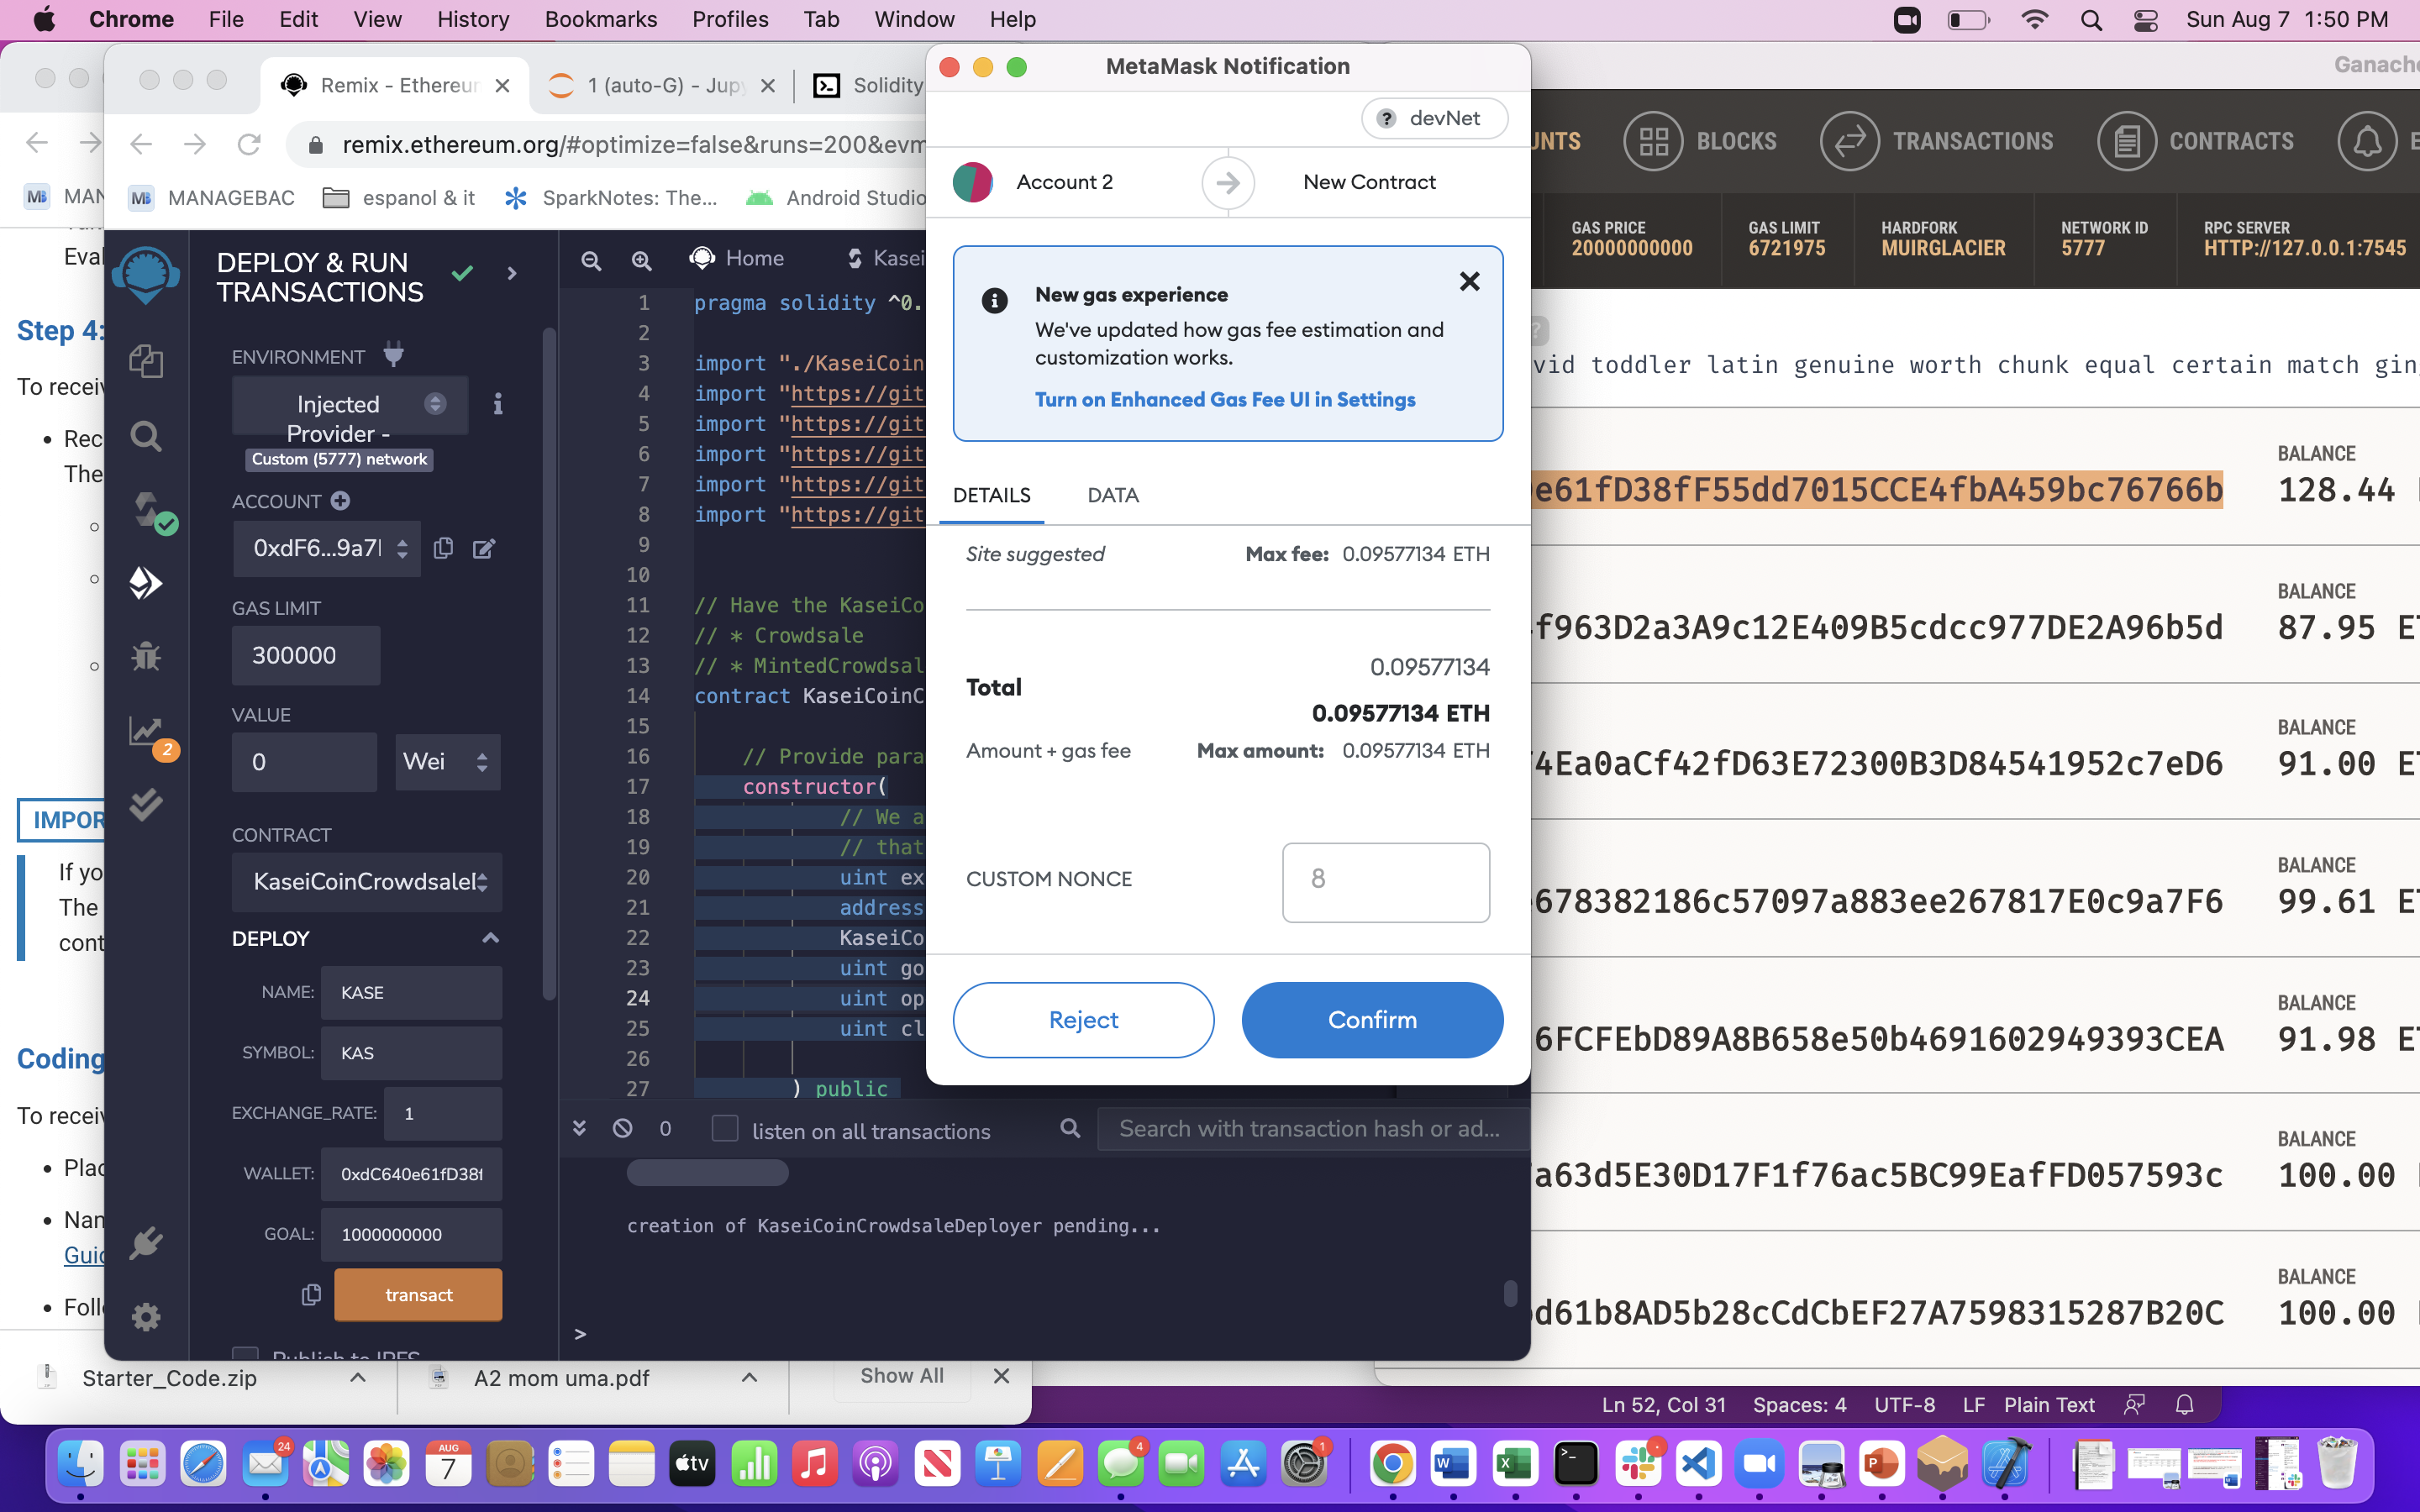 Chrome File Edit View History Bookmarks Profiles Tab Window Help
Sun Aug 7 1:50 PM
Remix - Ethereum
1 (auto-G) - Jupy
Solidity
remix.ethereum.org/#optimize=false&runs=200&evm
MANAGEBAC
espanol & it
SparkNotes: The...
Android Studio
Eval
Step 4:
To receiv
Rec
The
IMPOR
If yo
The
cont
Coding
To receiv
Plac
Nan
Guic
Follo
DEPLOY & RUN
TRANSACTIONS
ENVIRONMENT
Injected
Provider -
Custom (5777) network
ACCOUNT
0xdF6...9a7
GAS LIMIT
300000
VALUE
0
Wei
CONTRACT
KaseiCoinCrowdsale
DEPLOY
NAME: KASE
SYMBOL: KAS
EXCHANGE_RATE: 1
WALLET: 0xdC640e61fD38f
GOAL: 1000000000
transact
Publish to IPFS
2
Home
Kasei
1 pragma solidity ^0.
2
3 import "./KaseiCoin
4 import "https://git
5 import "https://git
6 import "https://git
7 import "https://git
8 import "https://git
9
10
11 // Have the KaseiCo
12 // * Crowdsale
13 // * MintedCrowdsal
14 contract KaseiCoinC
15
16 // Provide para
17 constructor(
18 // We a
19 // that
20 uint ex
21 address
22 KaseiCo
23 uint go
24 uint op
25 uint cl
26
27 ) public
0
listen on all transactions
Search with transaction hash or ad...
creation of KaseiCoinCrowdsaleDeployer pending...
>
MetaMask Notification
devNet
Account 2
New Contract
New gas experience
We've updated how gas fee estimation and
customization works.
Turn on Enhanced Gas Fee UI in Settings
DETAILS
DATA
Site suggested
Max fee: 0.09577134 ETH
0.09577134
Total
0.09577134 ETH
Amount + gas fee
Max amount: 0.09577134 ETH
CUSTOM NONCE
8
Reject
Confirm
Ganache
UNTS
BLOCKS
TRANSACTIONS
CONTRACTS
GAS PRICE
20000000000
GAS LIMIT
6721975
HARDFORK
MUIRGLACIER
NETWORK ID
5777
RPC SERVER
HTTP://127.0.0.1:7545
vid toddler latin genuine worth chunk equal certain match gin
BALANCE
e61fD38fF55dd7015CCE4fbA459bc76766b 128.44
BALANCE
f963D2a3A9c12E409B5cdcc977DE2A96b5d 87.95 ET
BALANCE
4Ea0aCf42fD63E72300B3D84541952c7eD6 91.00 ET
BALANCE
678382186c57097a883ee267817E0c9a7F6 99.61 ET
BALANCE
6FCFEbD89A8B658e50b4691602949393CEA 91.98 ET
BALANCE
a63d5E30D17F1f76ac5BC99EafFD057593c 100.00
BALANCE
d61b8AD5b28cCdCbEF27A7598315287B20C 100.00
Starter_Code.zip
A2 mom uma.pdf
Show All
Ln 52, Col 31 Spaces: 4 UTF-8 LF Plain Text
24
AUG
7
tv
4
1